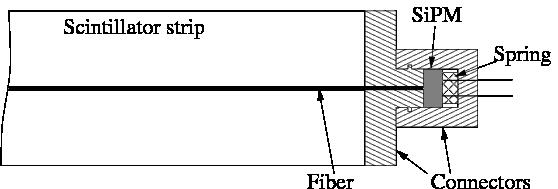 SiPM
Scintillator strip
Spring
Fiber
Connectors